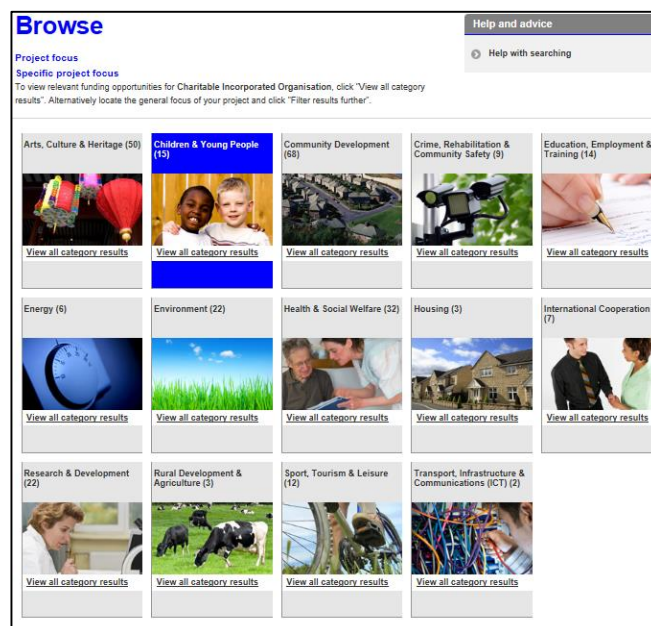 Browse
Help and advice
Help with searching
Project focus
Specific project focus
To view relevant funding opportunities for Charitable Incorporated Organisation, click "View all category
results". Alternatively locate the general focus of your project and click "Filter results further".
Arts, Culture & Heritage (50)
View all category results
Children & Young People
(15)
View all category results
Community Development
(68)
View all category results
Crime, Rehabilitation &
Community Safety (9)
View all category results
Education, Employment &
Training (14)
View all category results
Energy (6)
View all category results
Environment (22)
View all category results
Health & Social Welfare (32)
View all category results
Housing (3)
View all category results
International Cooperation
(7)
View all category results
Research & Development
(22)
View all category results
Rural Development &
Agriculture (3)
View all category results
Sport, Tourism & Leisure
(12)
View all category results
Transport, Infrastructure &
Communications (ICT) (2)
View all category results